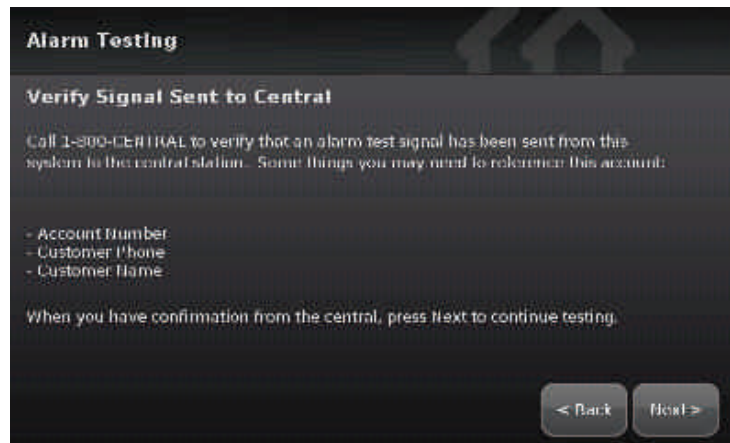 Alarm Testing
Verify Signal Sent to Central
Call 1-800-CENTRAL to verify that an alarm test signal has been sent from this
system to the central station. Some things you may need to reference this account:
- Account Number
- Customer Phone
- Customer Name
When you have confirmation from the central, press Next to continue testing.
< Back Next >